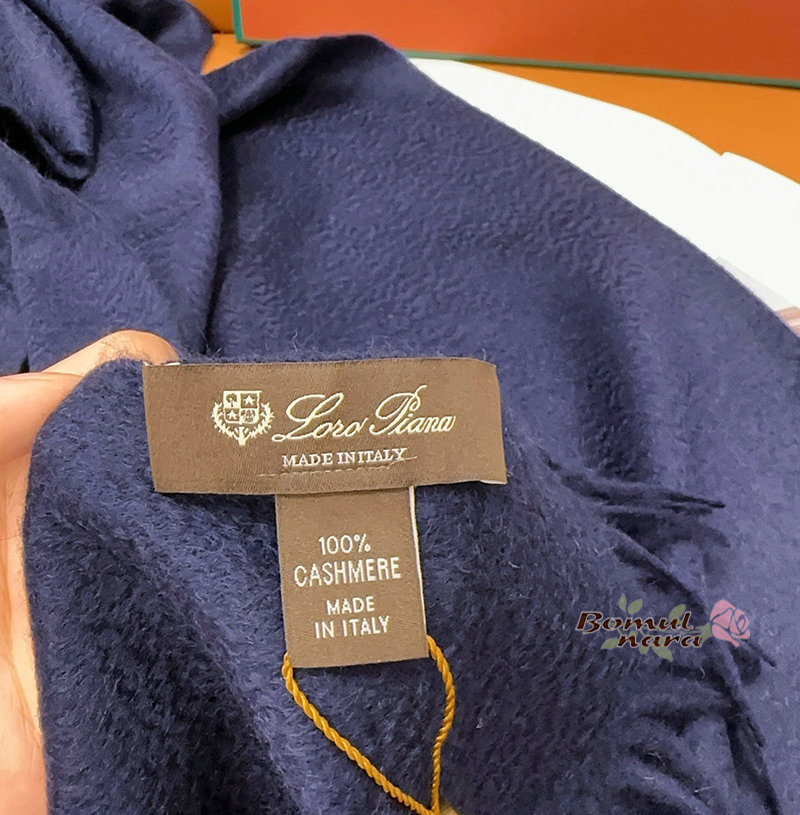 Loro Piana
MADE IN ITALY
100%
CASHMERE
MADE
IN ITALY
Bomul
nara